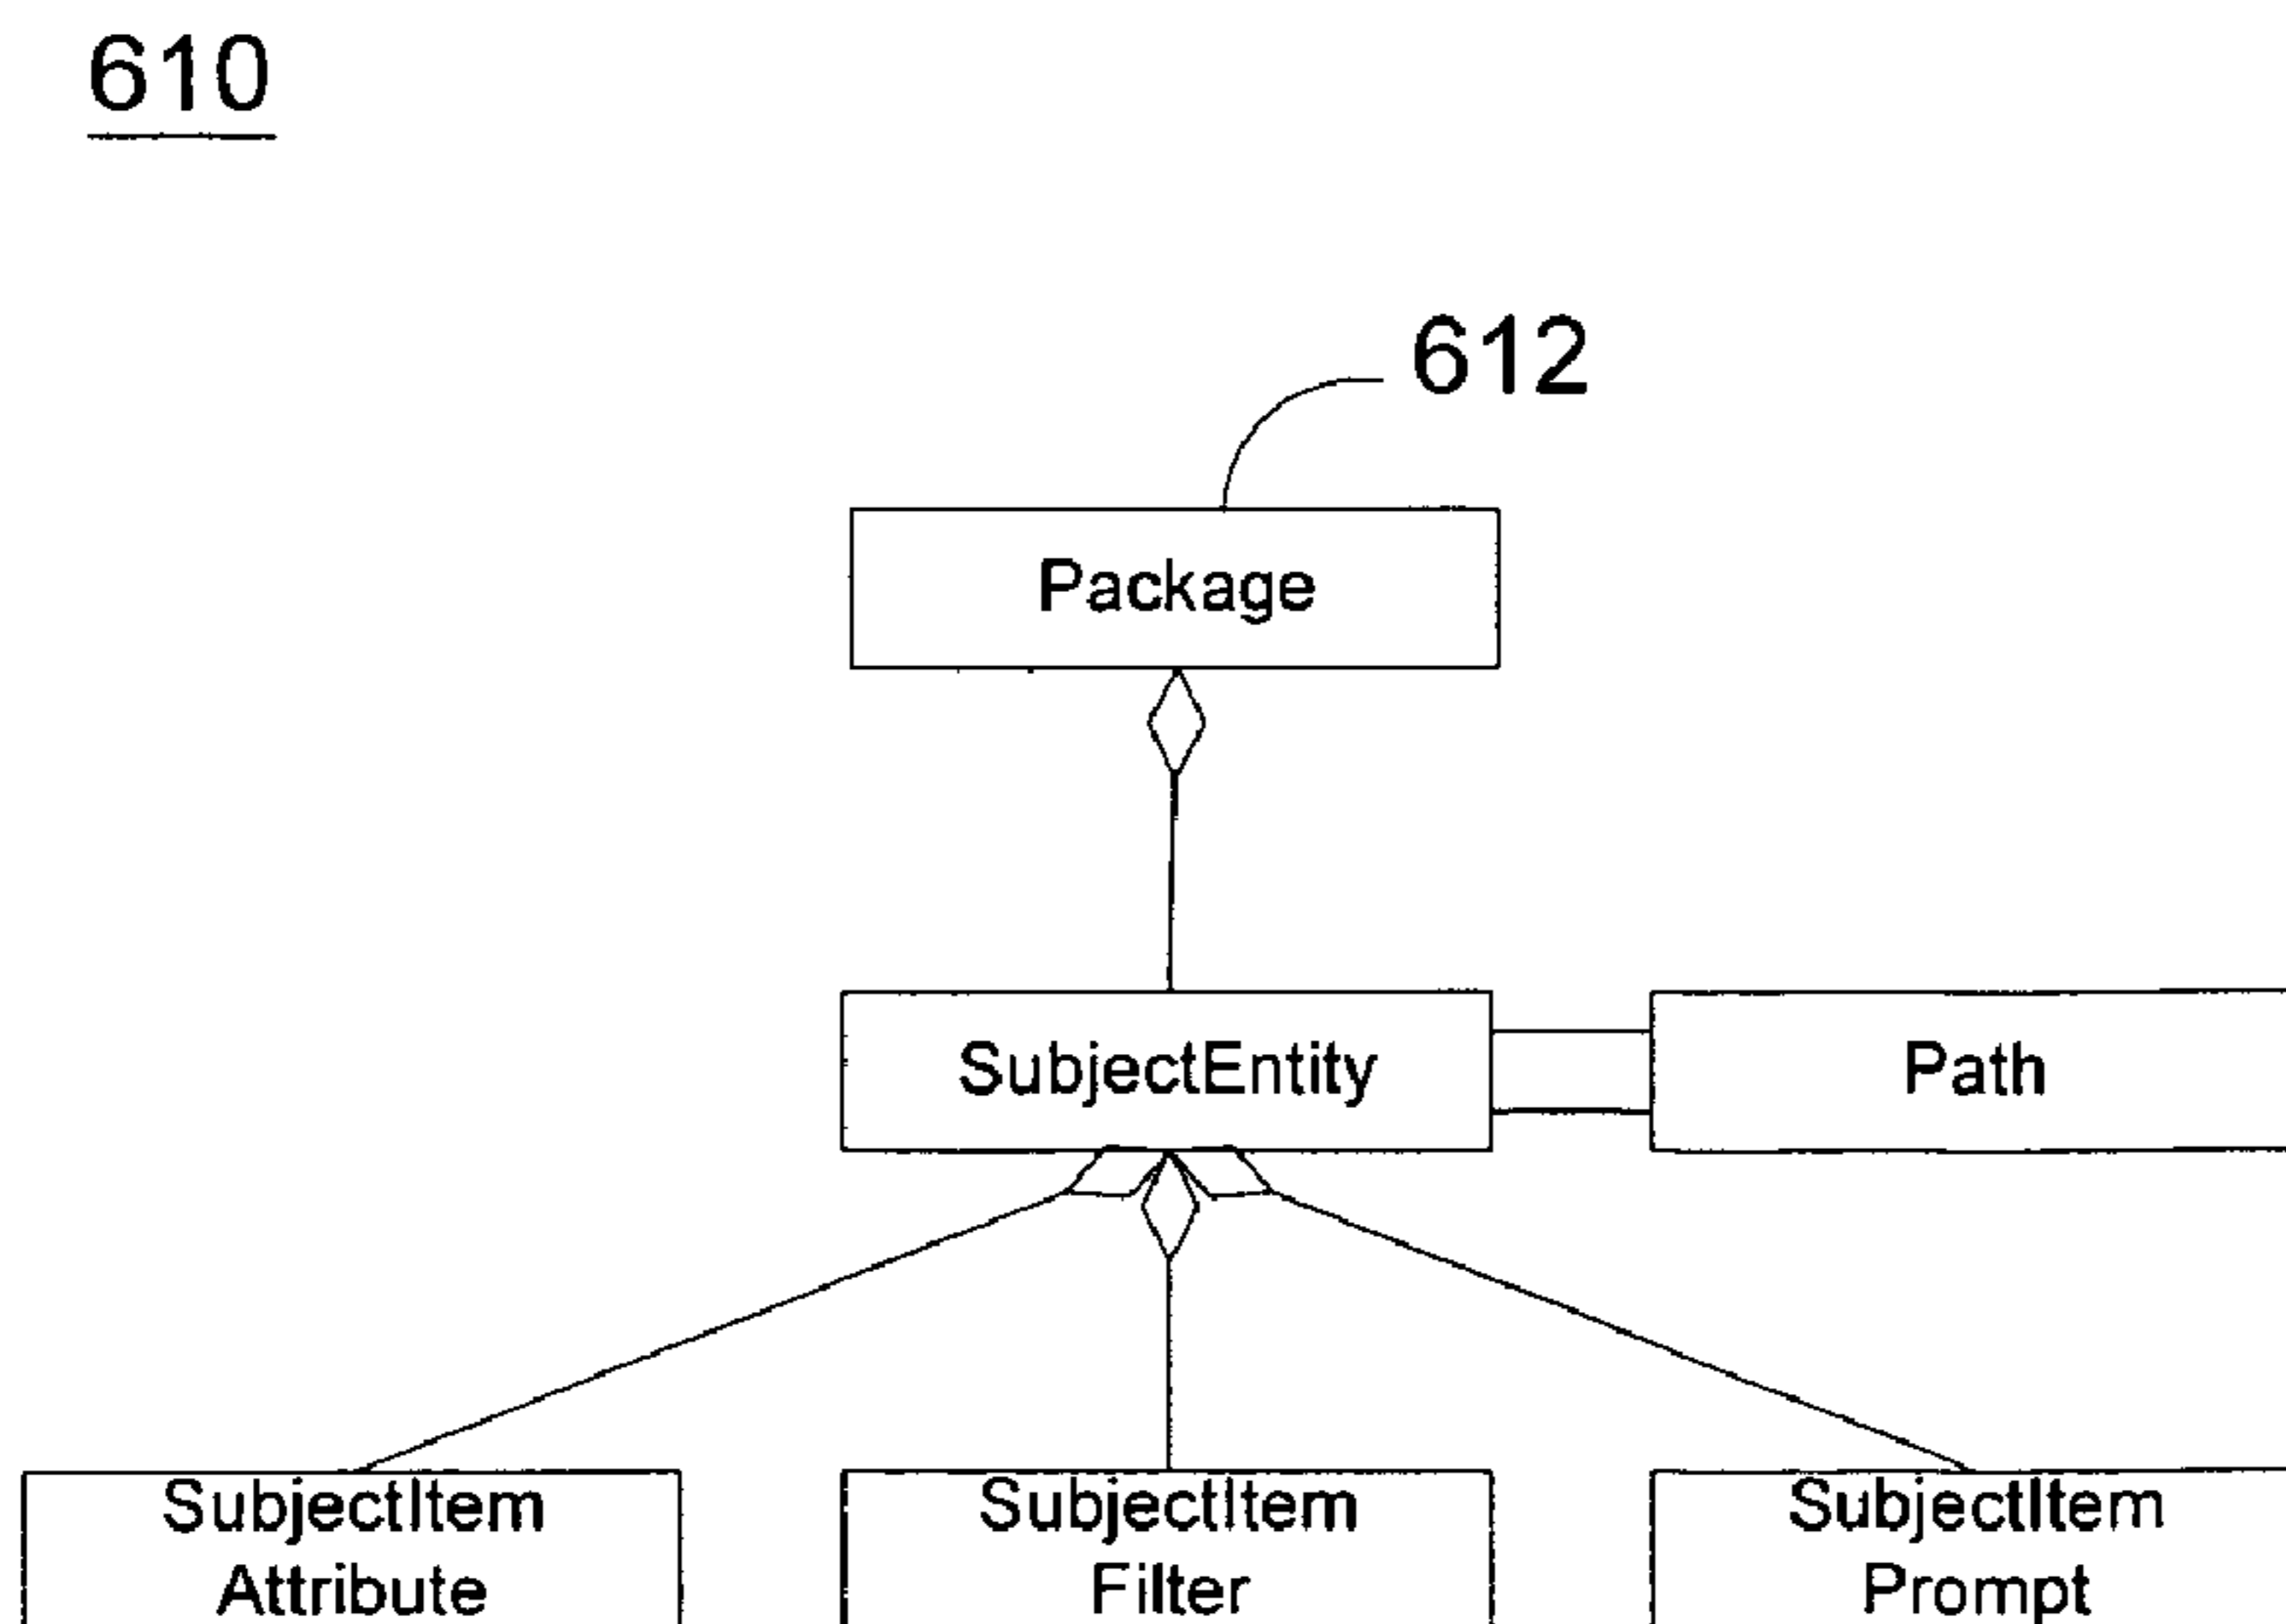 610
612
Package
SubjectEntity
Path
SubjectItem
Attribute
SubjectItem
Filter
SubjectItem
Prompt